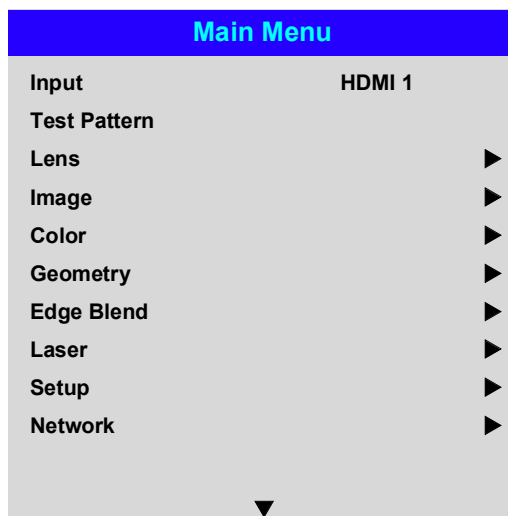 Main Menu
Input HDMI 1
Test Pattern
Lens
Image
Color
Geometry
Edge Blend
Laser
Setup
Network